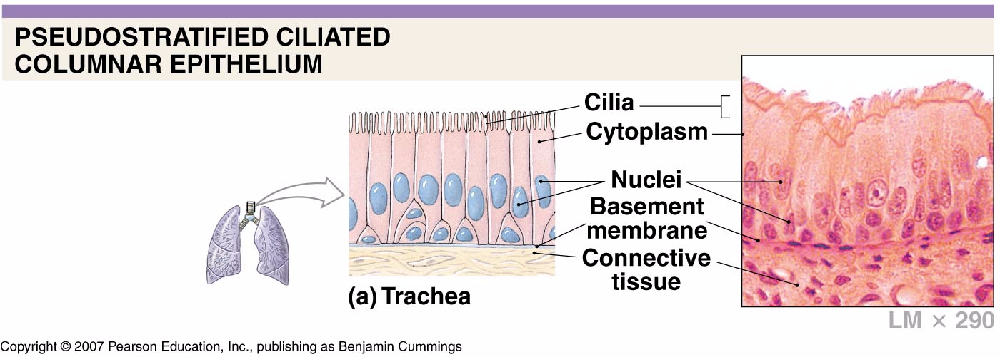 PSEUDOSTRATIFIED CILIATED
COLUMNAR EPITHELIUM
Cilia
Cytoplasm
Nuclei
Basement
membrane
Connective
tissue
(a) Trachea
LM × 290
Copyright © 2007 Pearson Education, Inc., publishing as Benjamin Cummings